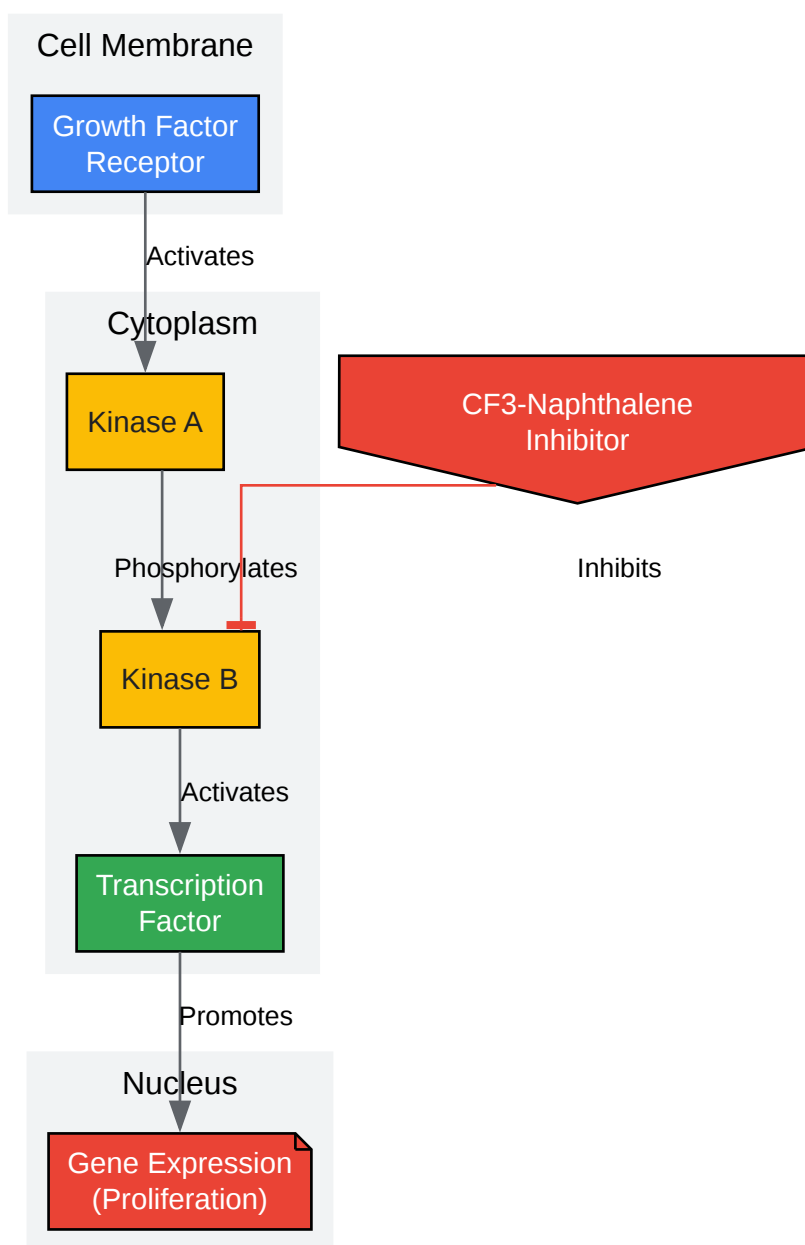 Cell Membrane
Growth Factor
Receptor
Activates
Cytoplasm
Kinase A
CF3-Naphthalene
Inhibitor
Phosphorylates
Inhibits
Kinase B
Activates
Transcription
Factor
Promotes
Nucleus
Gene Expression
(Proliferation)